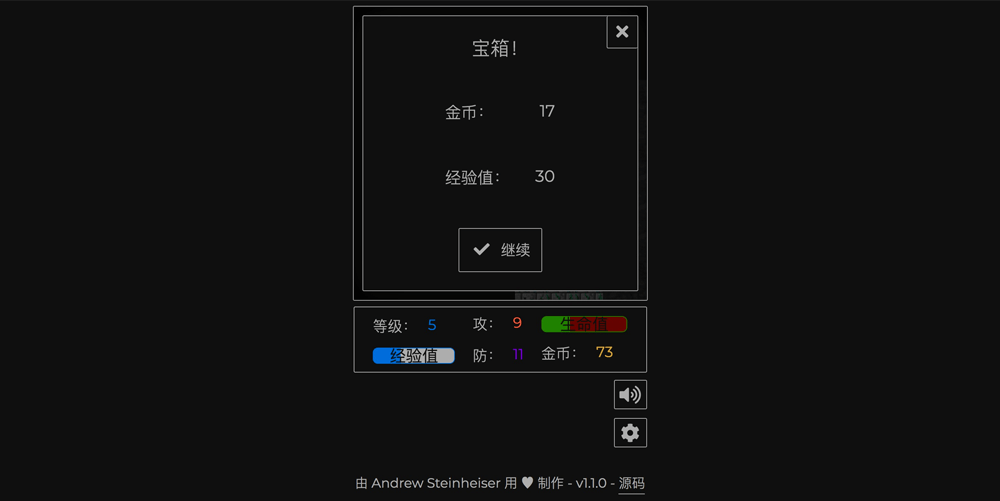 宝箱!
金币: 17
经验值: 30
继续
等级: 5 攻: 9 生命值
经验值 防: 11 金币: 73
由 Andrew Steinheiser 用 ♥ 制作 - v1.1.0 - 源码